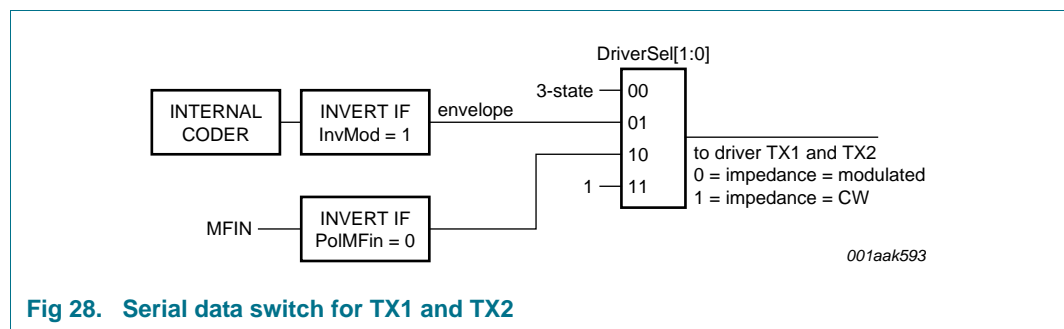 DriverSel[1:0]
3-state
00
INTERNAL
CODER
INVERT IF
InvMod = 1
envelope
01
10
1
11
to driver TX1 and TX2
0 = impedance = modulated
1 = impedance = CW
MFIN
INVERT IF
PolMFin = 0
001aak593
Fig 28. Serial data switch for TX1 and TX2